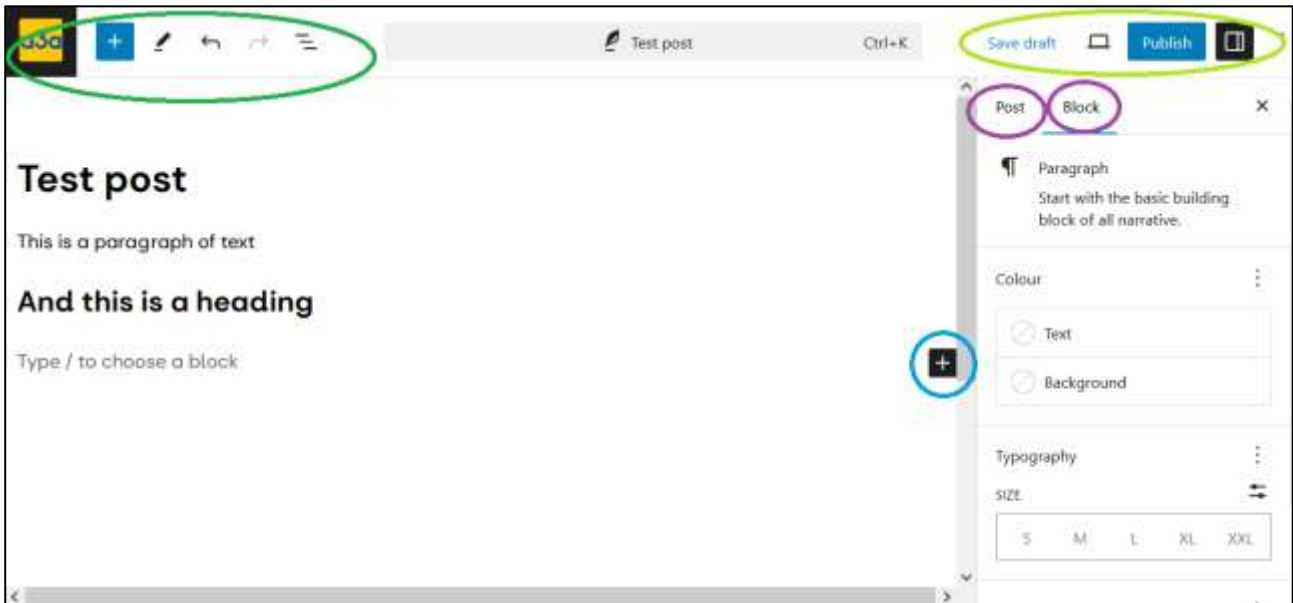 a3a
Test post Ctrl+K
Save draft Publish
Post Block
Test post
This is a paragraph of text
And this is a heading
Type / to choose a block
Paragraph
Start with the basic building
block of all narrative.
Colour
Text
Background
Typography
SIZE
S M L XL XXL